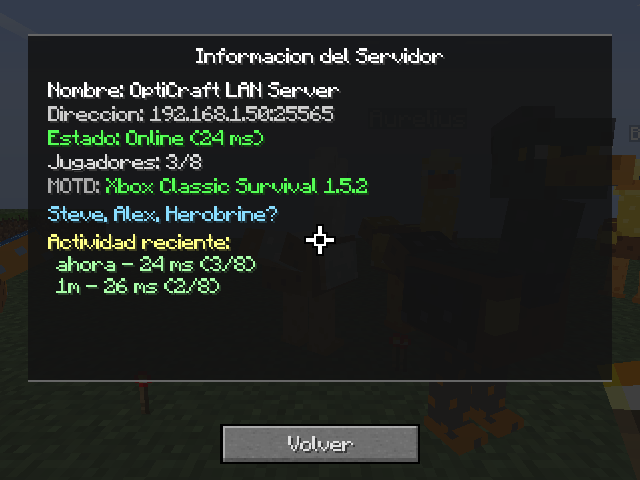 Informacion del Servidor
Nombre: OptiCraft LAN Server
Direccion: 192.168.1.50:25565
Estado: Online (24 ms)
Jugadores: 3/8
MOTD: Xbox Classic Survival 1.5.2
Steve, Alex, Herobrine?
Actividad reciente:
ahora - 24 ms (3/8)
1m - 26 ms (2/8)
Volver